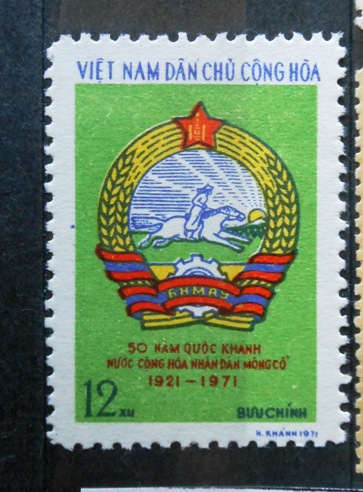 VIỆT NAM DÂN CHỦ CỘNG HÒA
БНМАУ
50 NĂM QUỐC KHÁNH
NƯỚC CỘNG HÒA NHÂN DÂN MÔNG CỔ
1921-1971
12 XU
BƯU CHÍNH
N. KHÁNH 1971